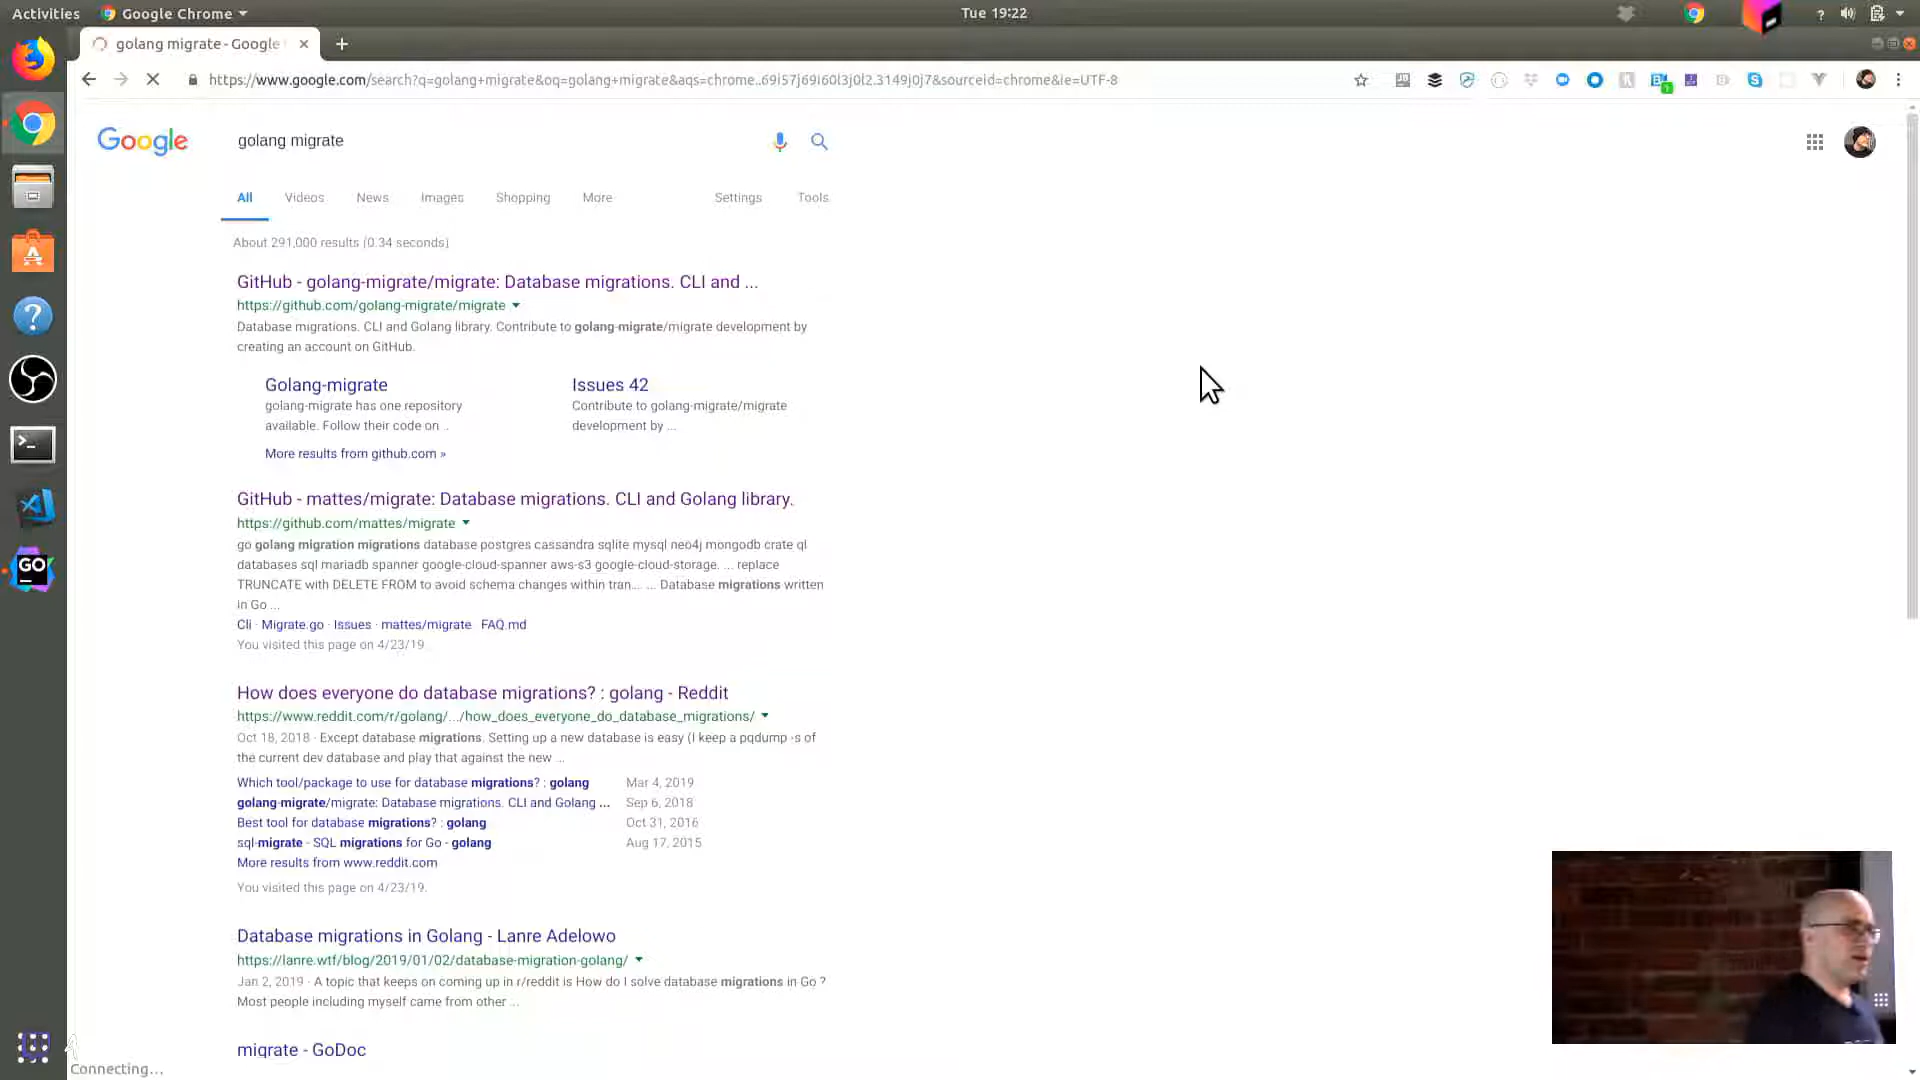 Activities
Google Chrome
Tue 19:22
?
golang migrate - Google
https://www.google.com/search?q=golang+migrate&oq=golang+migrate&aqs=chrome..69i57j69i60l3j0l2.3149j0j7&sourceid=chrome&ie=UTF-8
Google
golang migrate
All
Videos
News
Images
Shopping
More
Settings
Tools
About 291,000 results (0.34 seconds)
GitHub - golang-migrate/migrate: Database migrations. CLI and ...
https://github.com/golang-migrate/migrate
Database migrations. CLI and Golang library. Contribute to golang-migrate/migrate development by
creating an account on GitHub.
Golang-migrate
golang-migrate has one repository
available. Follow their code on ..
Issues 42
Contribute to golang-migrate/migrate
development by ...
More results from github.com »
GitHub - mattes/migrate: Database migrations. CLI and Golang library.
https://github.com/mattes/migrate
go golang migration migrations database postgres cassandra sqlite mysql neo4j mongodb crate ql
databases sql mariadb spanner google-cloud-spanner aws-s3 google-cloud-storage. ... replace
TRUNCATE with DELETE FROM to avoid schema changes within tran... ... Database migrations written
in Go ...
Cli · Migrate.go · Issues · mattes/migrate FAQ.md
You visited this page on 4/23/19.
How does everyone do database migrations? : golang - Reddit
https://www.reddit.com/r/golang/.../how_does_everyone_do_database_migrations/
Oct 18, 2018 · Except database migrations. Setting up a new database is easy (I keep a pqdump -s of
the current dev database and play that against the new ...
Which tool/package to use for database migrations? : golang
Mar 4, 2019
golang-migrate/migrate: Database migrations. CLI and Golang ...
Sep 6, 2018
Best tool for database migrations? : golang
Oct 31, 2016
sql-migrate - SQL migrations for Go - golang
Aug 17, 2015
More results from www.reddit.com
You visited this page on 4/23/19.
Database migrations in Golang - Lanre Adelowo
https://lanre.wtf/blog/2019/01/02/database-migration-golang/
Jan 2, 2019 - A topic that keeps on coming up in r/reddit is How do I solve database migrations in Go ?
Most people including myself came from other ...
migrate - GoDoc
Connecting...
GO